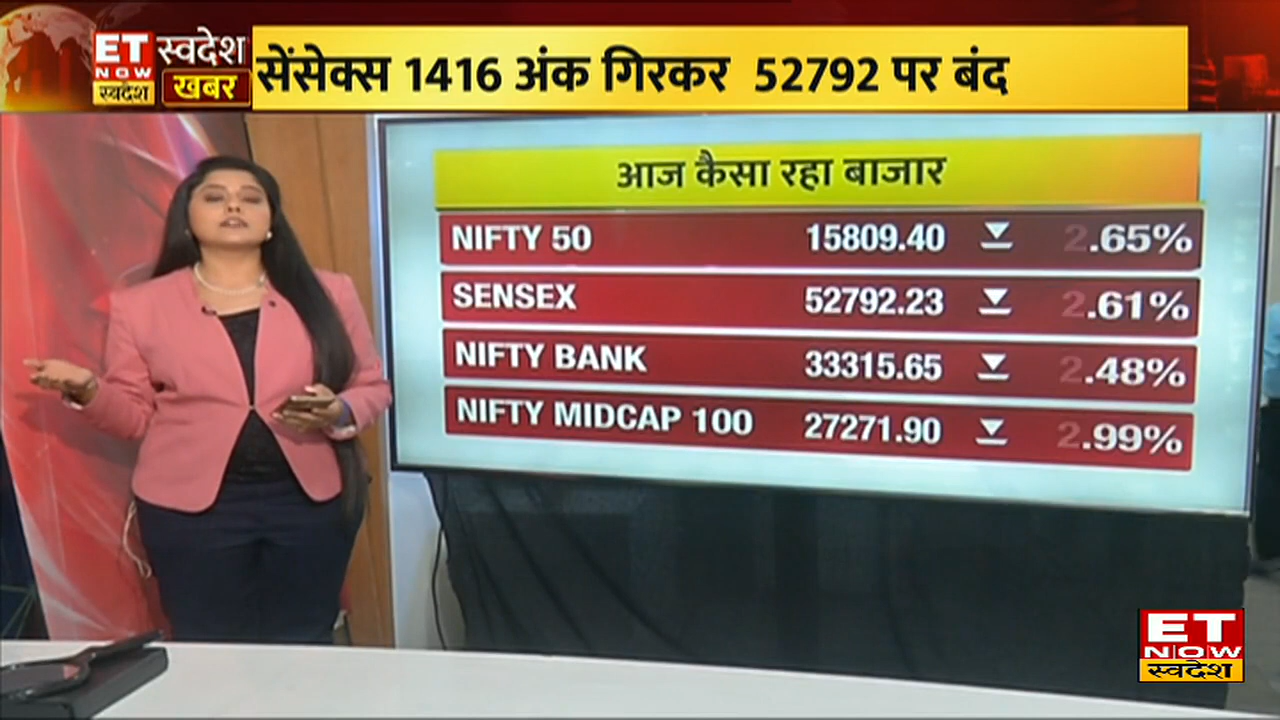 ET NOW स्वदेश
स्वदेश खबर
सेंसेक्स 1416 अंक गिरकर 52792 पर बंद
आज कैसा रहा बाजार
NIFTY 50 15809.40 2.65%
SENSEX 52792.23 2.61%
NIFTY BANK 33315.65 2.48%
NIFTY MIDCAP 100 27271.90 2.99%
ET
NOW
स्वदेश